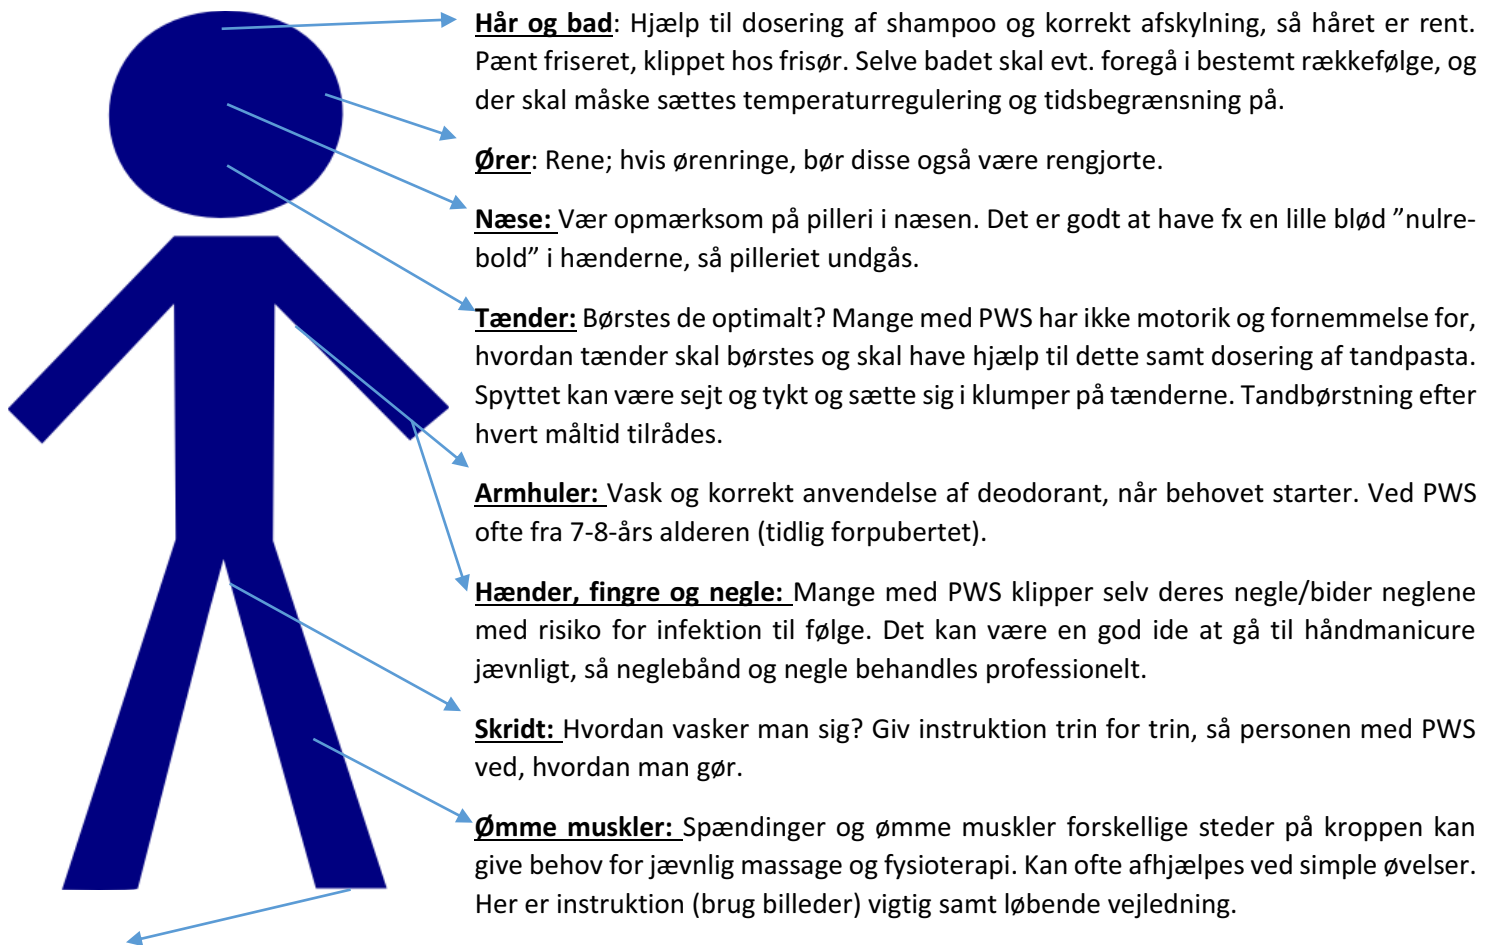 Hår og bad: Hjælp til dosering af shampoo og korrekt afskylning, så håret er rent.
Pænt friseret, klippet hos frisør. Selve badet skal evt. foregå i bestemt rækkefølge, og
der skal måske sættes temperaturregulering og tidsbegrænsning på.
Ører: Rene; hvis ørenringe, bør disse også være rengjorte.
Næse: Vær opmærksom på pilleri i næsen. Det er godt at have fx en lille blød ”nulre-
bold” i hænderne, så pilleriet undgås.
Tænder: Børstes de optimalt? Mange med PWS har ikke motorik og fornemmelse for,
hvordan tænder skal børstes og skal have hjælp til dette samt dosering af tandpasta.
Spyttet kan være sejt og tykt og sætte sig i klumper på tænderne. Tandbørstning efter
hvert måltid tilrådes.
Armhuler: Vask og korrekt anvendelse af deodorant, når behovet starter. Ved PWS
ofte fra 7-8-års alderen (tidlig forpubertet).
Hænder, fingre og negle: Mange med PWS klipper selv deres negle/bider neglene
med risiko for infektion til følge. Det kan være en god ide at gå til håndmanicure
jævnligt, så neglebånd og negle behandles professionelt.
Skridt: Hvordan vasker man sig? Giv instruktion trin for trin, så personen med PWS
ved, hvordan man gør.
Ømme muskler: Spændinger og ømme muskler forskellige steder på kroppen kan
give behov for jævnlig massage og fysioterapi. Kan ofte afhjælpes ved simple øvelser.
Her er instruktion (brug billeder) vigtig samt løbende vejledning.